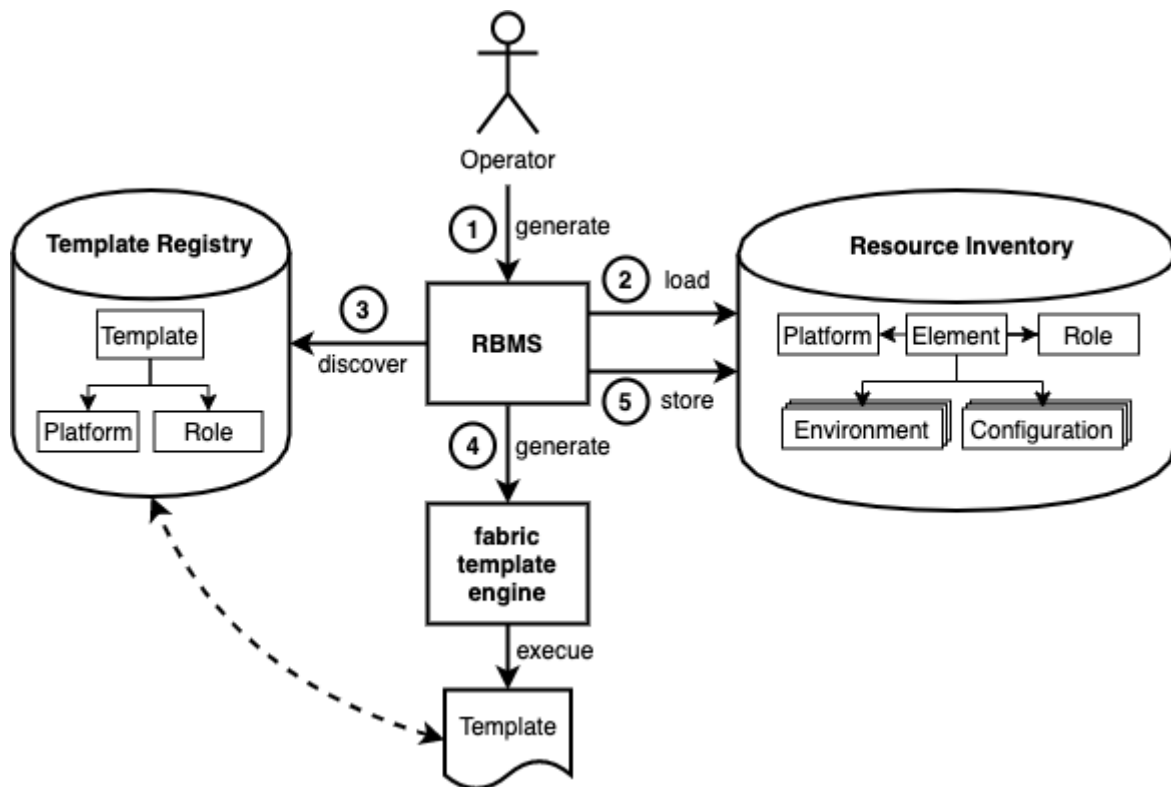 Operator
1
generate
Template Registry
Resource Inventory
2
load
3
discover
RBMS
Template
Platform
Role
Platform
Element
Role
Environment
Configuration
5
store
4
generate
fabric
template
engine
execue
Template